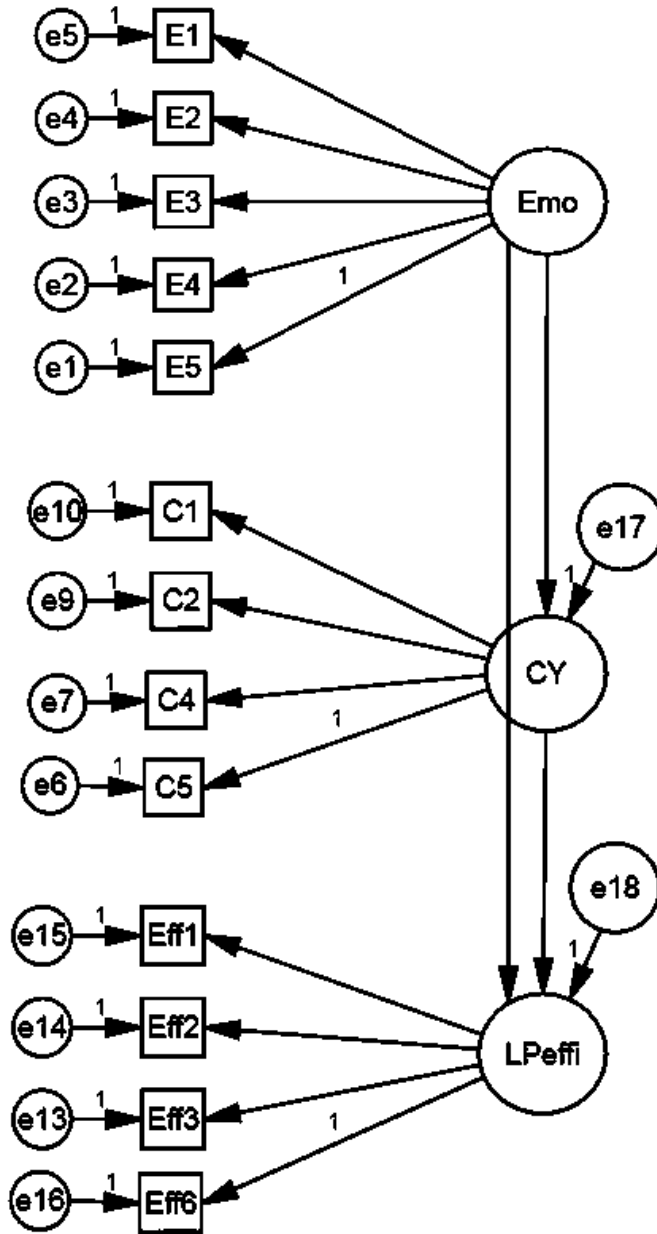 e5 1 E1
e4 1 E2
e3 1 E3 Emo
e2 1 E4 1
e1 1 E5
e10 1 C1
e17
e9 1 C2 1
CY
e7 1 C4 1
e6 1 C5
e18
e15 1 Eff1 1
e14 1 Eff2 LPeffi
e13 1 Eff3 1
e16 1 Eff6